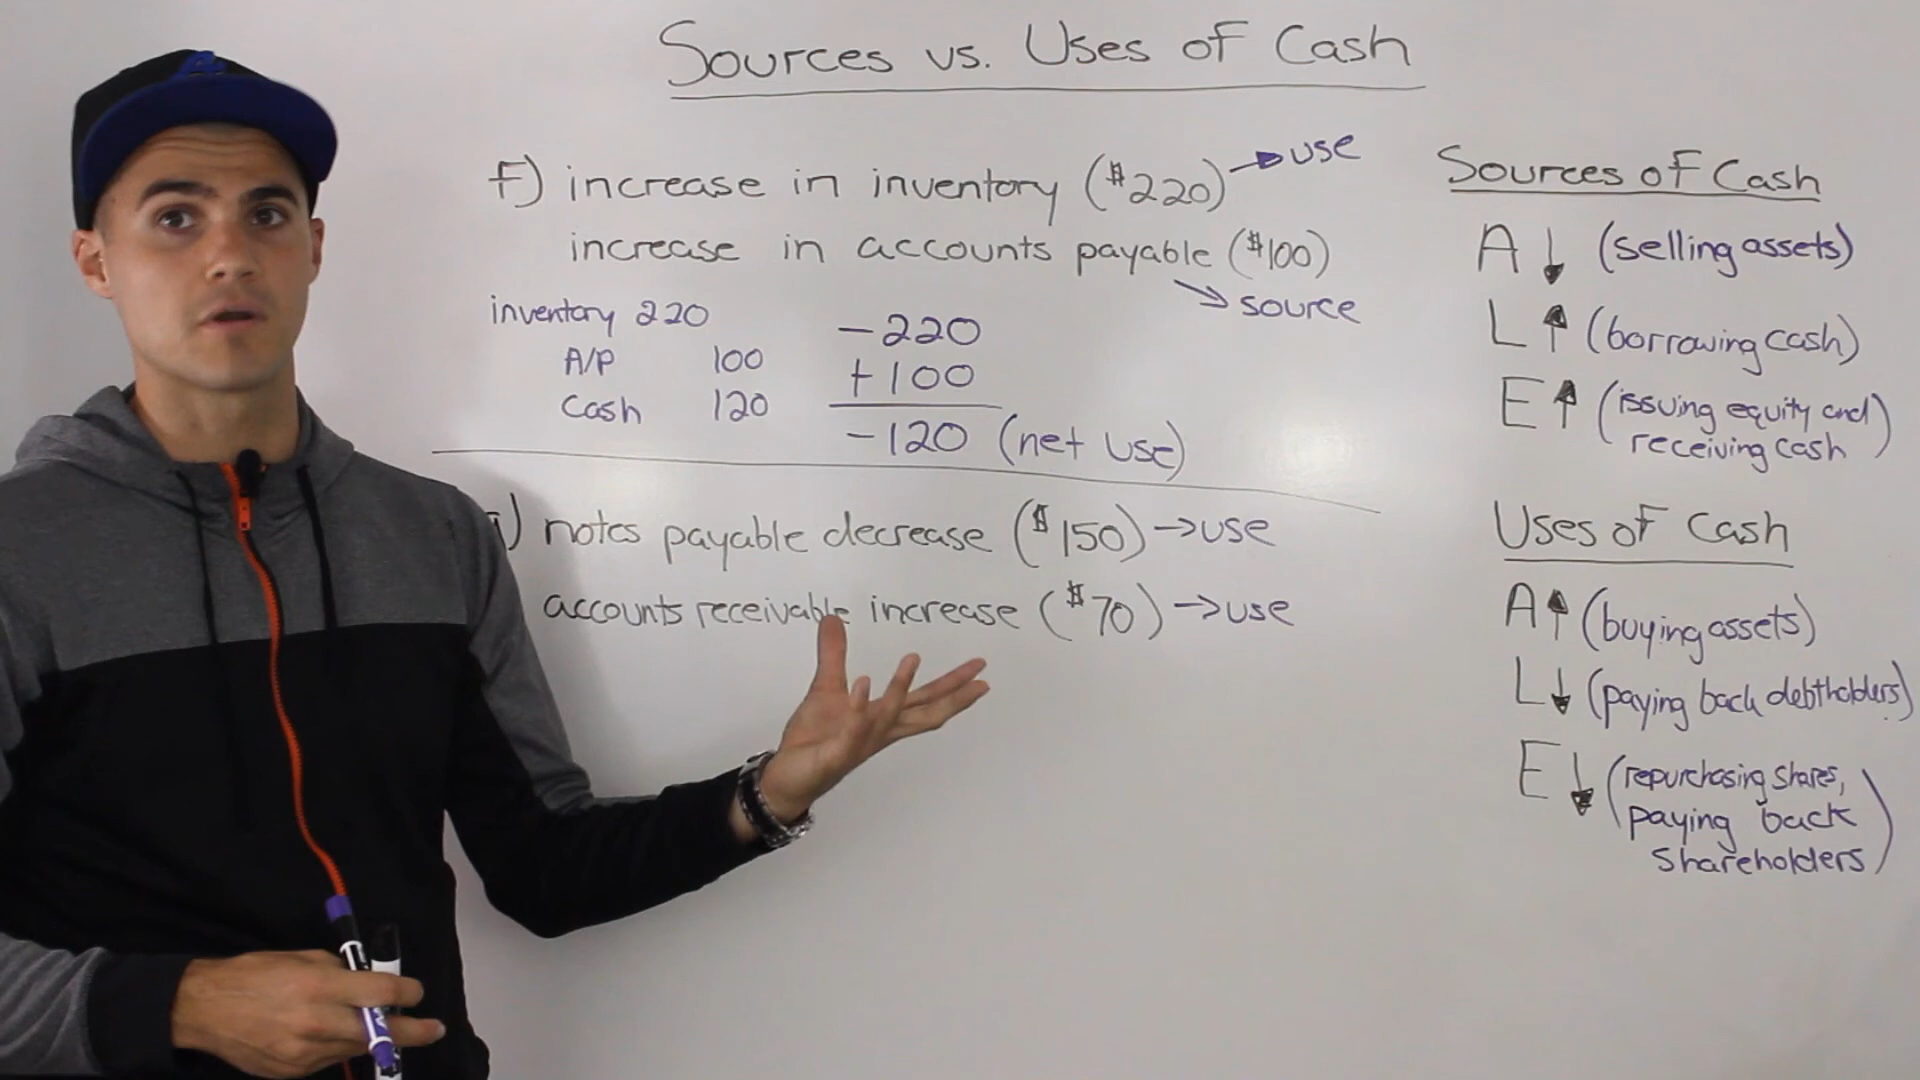 Sources vs. Uses of Cash
f) increase in inventory ($220) → use
increase in accounts payable ($100)
→ source
inventory 220
A/P 100
Cash 120
-220
+100
-120 (net use)
) notes payable decrease ($150) → use
accounts receivable increase ($70) → use
Sources of Cash
A ↓ (selling assets)
L ↑ (borrowing cash)
E ↑ (issuing equity and
receiving cash)
Uses of Cash
A ↑ (buying assets)
L ↓ (paying back debtholders)
E ↓ (repurchasing shares,
paying back
shareholders)